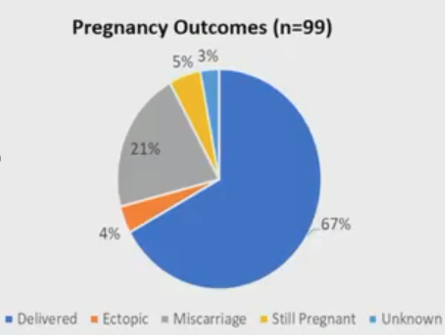 Pregnancy Outcomes (n=99)
5% 3%
21%
67%
4%
Delivered Ectopic Miscarriage Still Pregnant Unknown